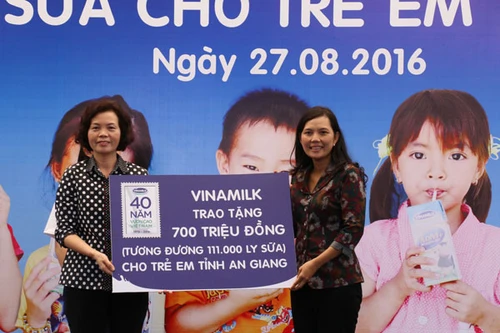 SỮA CHO TRẺ EM
Ngày 27.08.2016
40
NĂM
VINAMILK
TRAO TẶNG
700 TRIỆU ĐỒNG
(TƯƠNG ĐƯƠNG 111.000 LY SỮA)
CHO TRẺ EM TỈNH AN GIANG